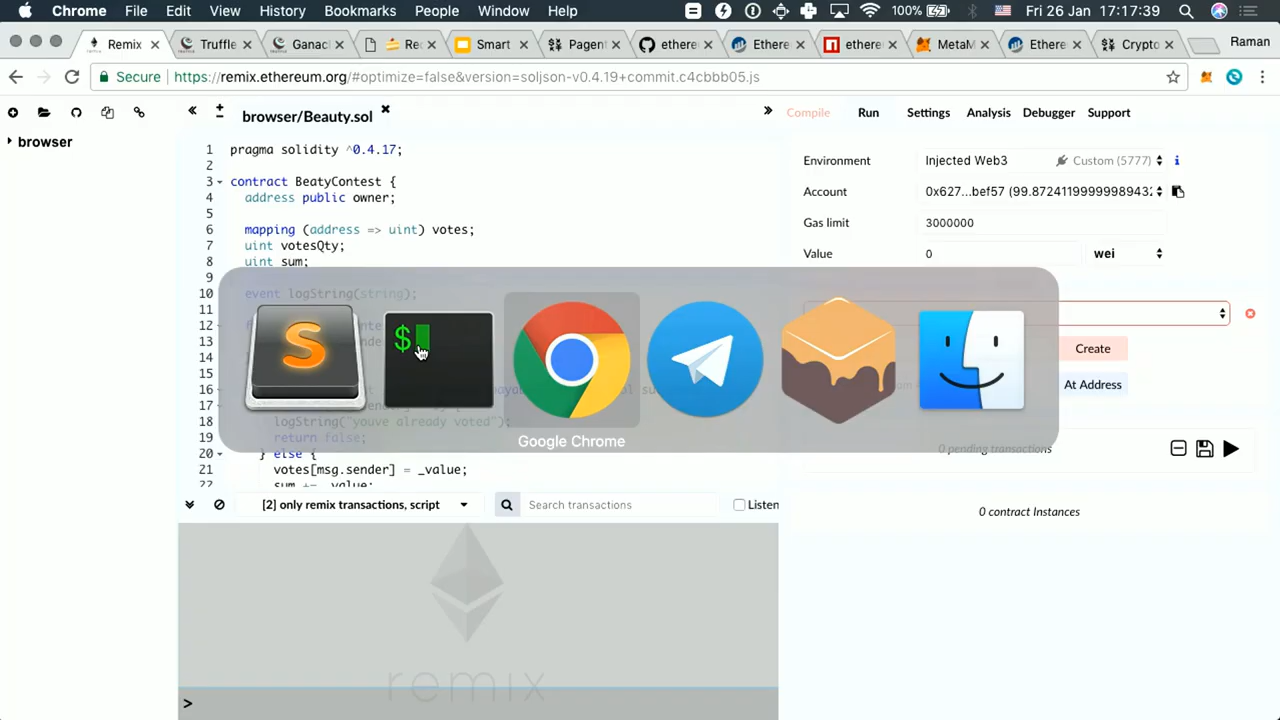 Chrome File Edit View History Bookmarks People Window Help 100% Fri 26 Jan 17:17:39
Remix Truffle Ganac Rec Smart Pagent ethere Ethere ethere MetaM Ethere Crypto Raman
Secure https://remix.ethereum.org/#optimize=false&version=soljson-v0.4.19+commit.c4cbbb05.js
browser/Beauty.sol
Compile Run Settings Analysis Debugger Support
browser
1 pragma solidity ^0.4.17;
2
3 contract BeatyContest {
4 address public owner;
5
6 mapping (address => uint) votes;
7 uint votesQty;
8 uint sum;
9
10 event logString(string);
11
12
13
14
15
16
17
18 logString("youve already voted");
19 return false;
20 } else {
21 votes[msg.sender] = _value;
22 sum += _value;
Environment Injected Web3 Custom (5777)
Account 0x627...bef57 (99.87241199999989432
Gas limit 3000000
Value 0 wei
Create
At Address
0 pending transactions
0 contract Instances
$
Google Chrome
[2] only remix transactions, script Search transactions Listen
remix
>